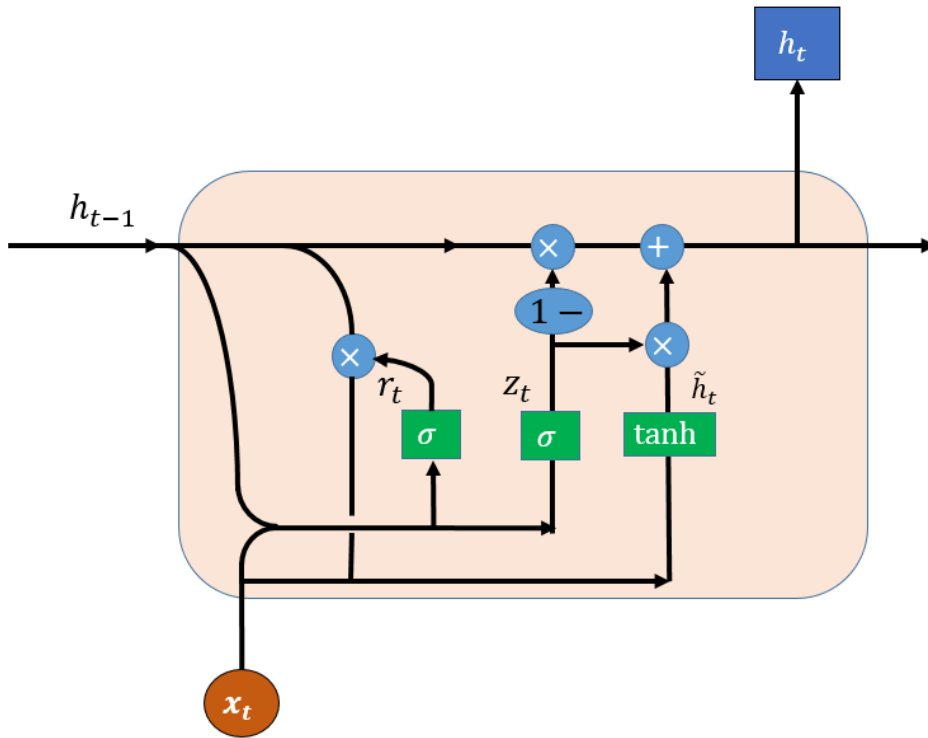 h_t
h_{t−1}
×
+
1 −
×
×
r_t
z_t
h̃_t
σ
σ
tanh
x_t